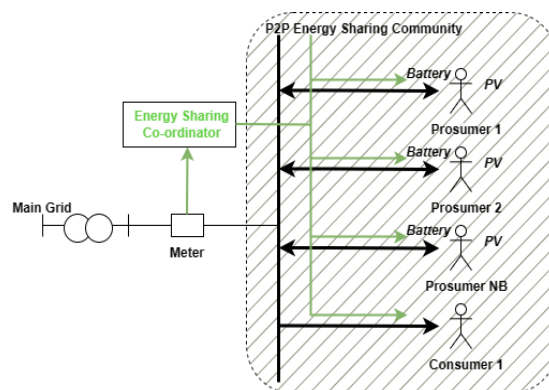 P2P Energy Sharing Community
Battery
PV
Prosumer 1
Energy Sharing
Co-ordinator
Battery
PV
Prosumer 2
Main Grid
Meter
Battery
PV
Prosumer NB
Consumer 1